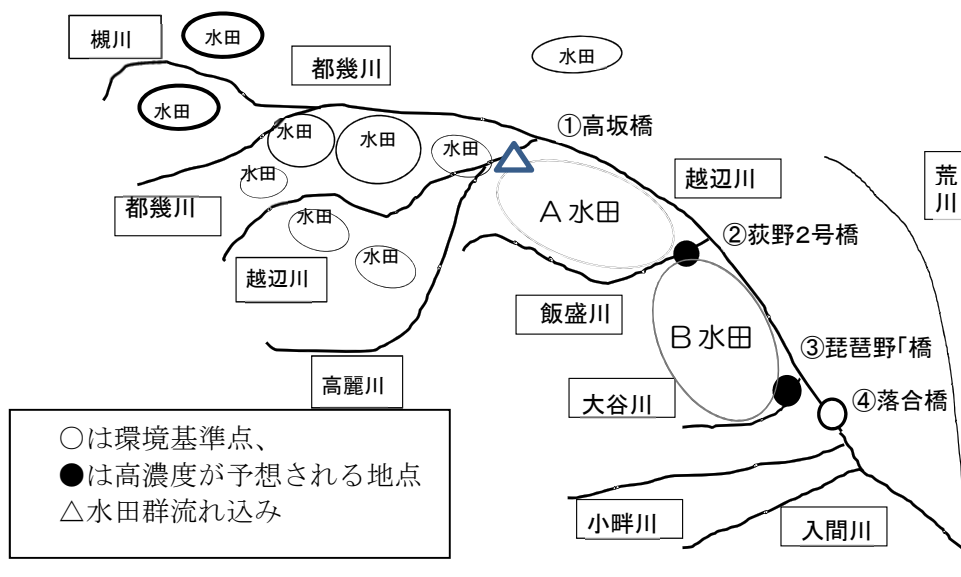 槻川
水田
水田
都幾川
水田
①高坂橋
水田
水田
水田
水田
都幾川
越辺川
荒川
A水田
水田
水田
②荻野2号橋
越辺川
飯盛川
B水田
③琵琶野｢橋
高麗川
大谷川
④落合橋
○は環境基準点、
●は高濃度が予想される地点
△水田群流れ込み
小畔川
入間川